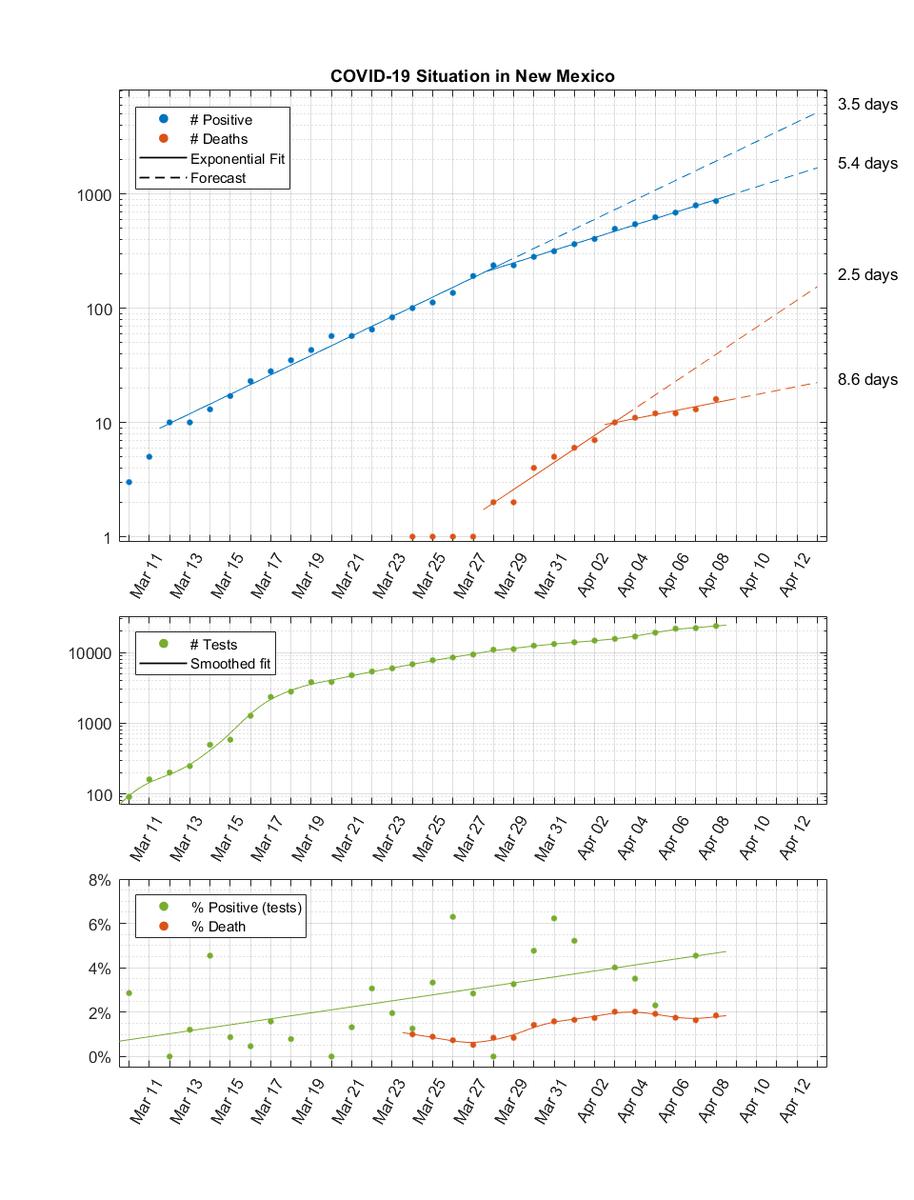 COVID-19 Situation in New Mexico
# Positive
# Deaths
Exponential Fit
Forecast
3.5 days
5.4 days
2.5 days
8.6 days
1000
100
10
1
Mar 11 Mar 13 Mar 15 Mar 17 Mar 19 Mar 21 Mar 23 Mar 25 Mar 27 Mar 29 Mar 31 Apr 02 Apr 04 Apr 06 Apr 08 Apr 10 Apr 12
# Tests
Smoothed fit
10000
1000
100
Mar 11 Mar 13 Mar 15 Mar 17 Mar 19 Mar 21 Mar 23 Mar 25 Mar 27 Mar 29 Mar 31 Apr 02 Apr 04 Apr 06 Apr 08 Apr 10 Apr 12
% Positive (tests)
% Death
8%
6%
4%
2%
0%
Mar 11 Mar 13 Mar 15 Mar 17 Mar 19 Mar 21 Mar 23 Mar 25 Mar 27 Mar 29 Mar 31 Apr 02 Apr 04 Apr 06 Apr 08 Apr 10 Apr 12